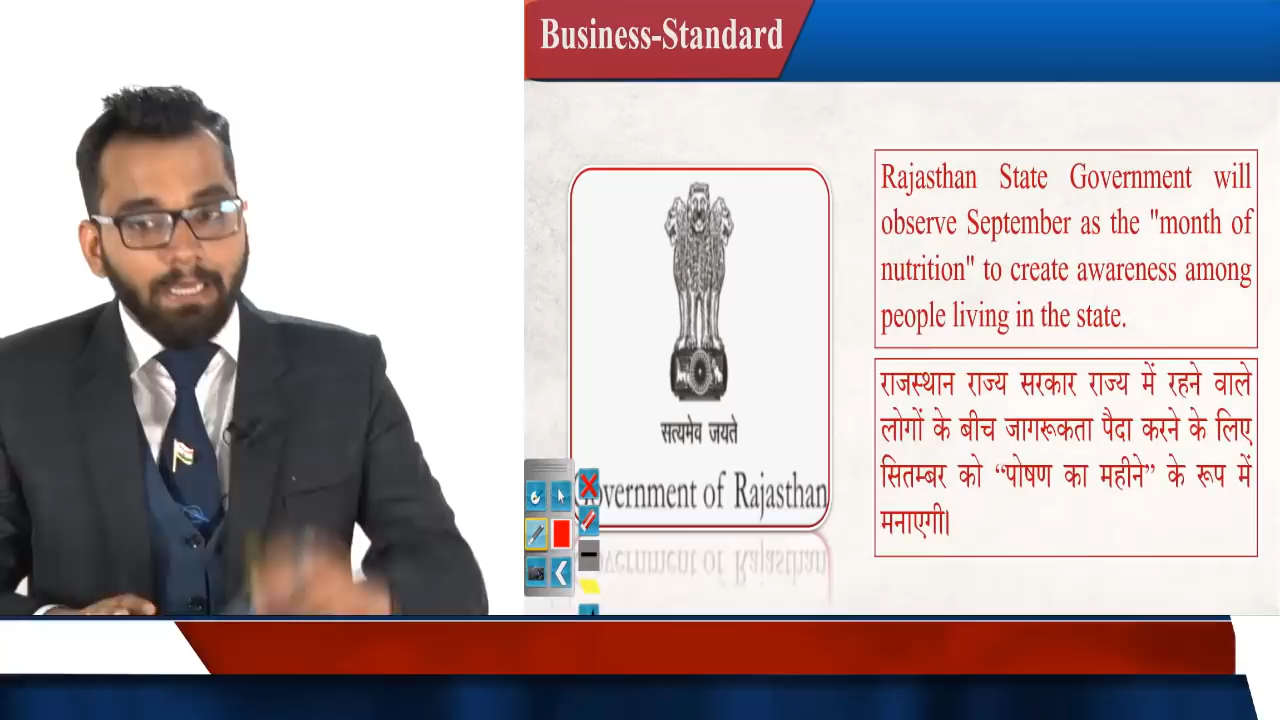 Business-Standard
Rajasthan State Government will
observe September as the "month of
nutrition" to create awareness among
people living in the state.
राजस्थान राज्य सरकार राज्य में रहने वाले
लोगों के बीच जागरूकता पैदा करने के लिए
सितम्बर को “पोषण का महीने” के रूप में
मनाएगी।
सत्यमेव जयते
Government of Rajasthan